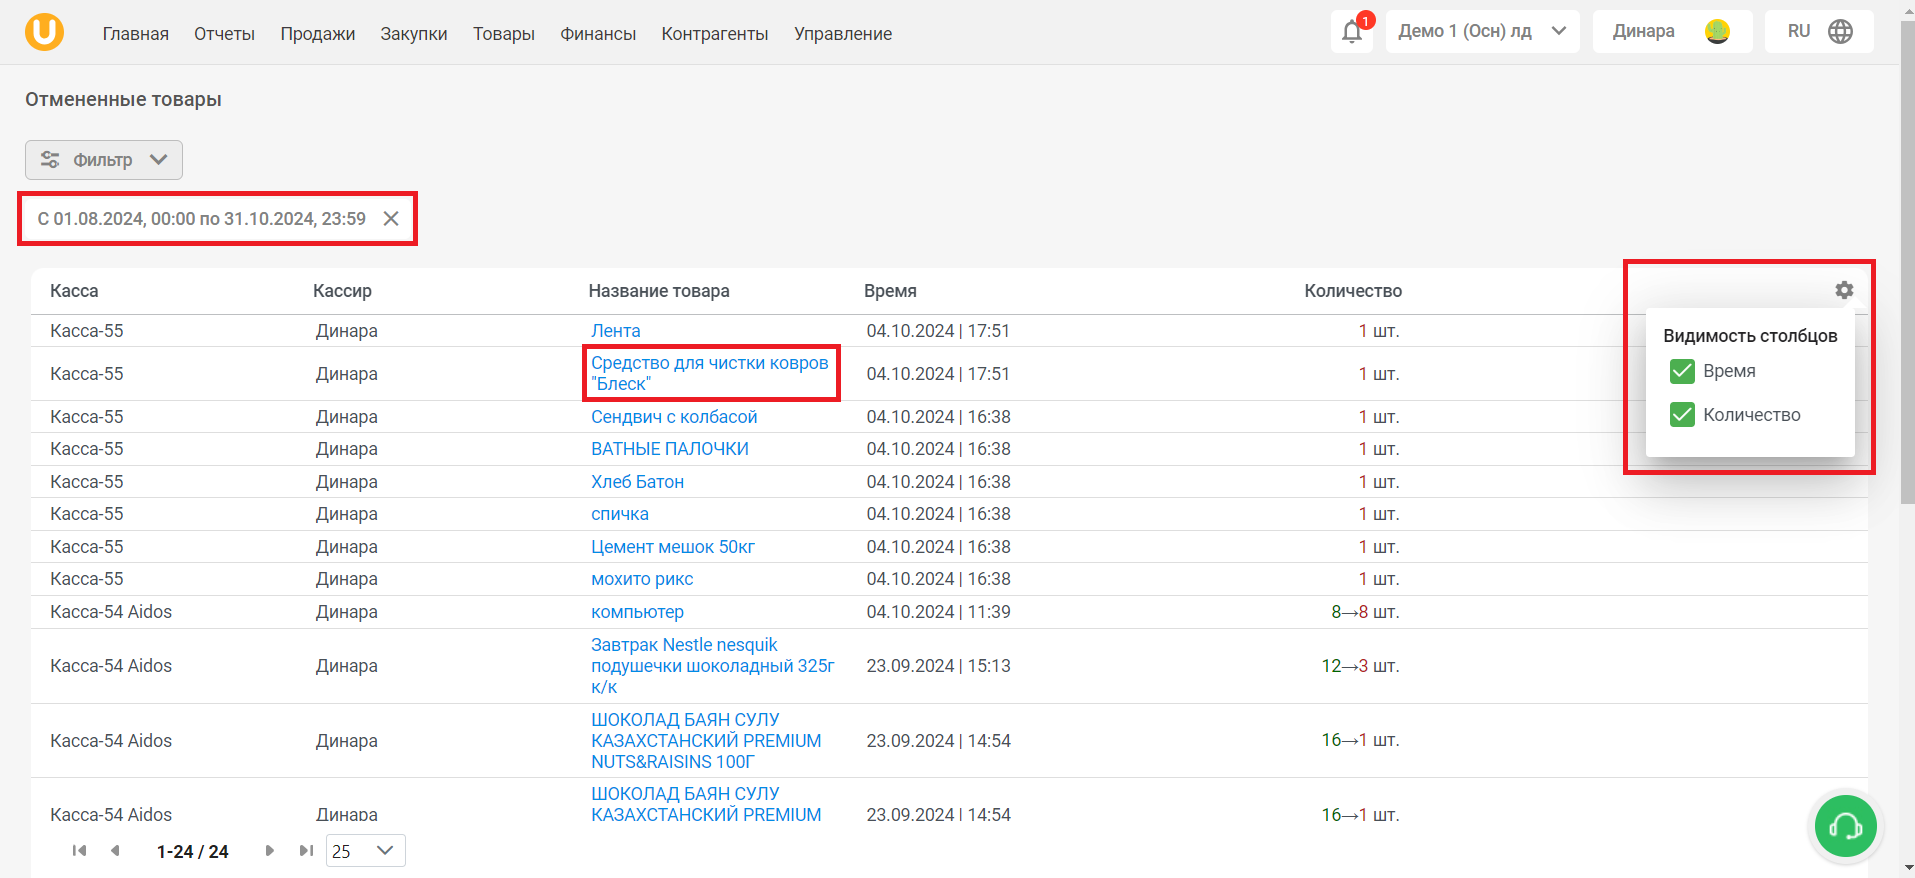 U
Главная Отчеты Продажи Закупки Товары Финансы Контрагенты Управление
1
Демо 1 (Осн) лд
Динара
RU
Отмененные товары
Фильтр
С 01.08.2024, 00:00 по 31.10.2024, 23:59
Касса Кассир Название товара Время Количество
Касса-55 Динара Лента 04.10.2024 | 17:51 1 шт.
Касса-55 Динара Средство для чистки ковров
"Блеск" 04.10.2024 | 17:51 1 шт.
Касса-55 Динара Сендвич с колбасой 04.10.2024 | 16:38 1 шт.
Касса-55 Динара ВАТНЫЕ ПАЛОЧКИ 04.10.2024 | 16:38 1 шт.
Касса-55 Динара Хлеб Батон 04.10.2024 | 16:38 1 шт.
Касса-55 Динара спичка 04.10.2024 | 16:38 1 шт.
Касса-55 Динара Цемент мешок 50кг 04.10.2024 | 16:38 1 шт.
Касса-55 Динара мохито рикс 04.10.2024 | 16:38 1 шт.
Касса-54 Aidos Динара компьютер 04.10.2024 | 11:39 8→8 шт.
Касса-54 Aidos Динара Завтрак Nestle nesquik
подушечки шоколадный 325г
к/к 23.09.2024 | 15:13 12→3 шт.
Касса-54 Aidos Динара ШОКОЛАД БАЯН СУЛУ
КАЗАХСТАНСКИЙ PREMIUM
NUTS&RAISINS 100Г 23.09.2024 | 14:54 16→1 шт.
Касса-54 Aidos Динара ШОКОЛАД БАЯН СУЛУ
КАЗАХСТАНСКИЙ PREMIUM 23.09.2024 | 14:54 16→1 шт.
Видимость столбцов
Время
Количество
1-24 / 24
25